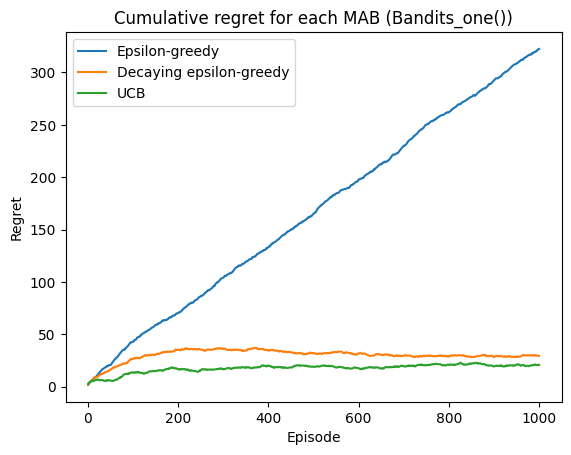 Cumulative regret for each MAB (Bandits_one())
Epsilon-greedy
Decaying epsilon-greedy
UCB
300
250
200
150
100
50
0
Regret
0 200 400 600 800 1000
Episode